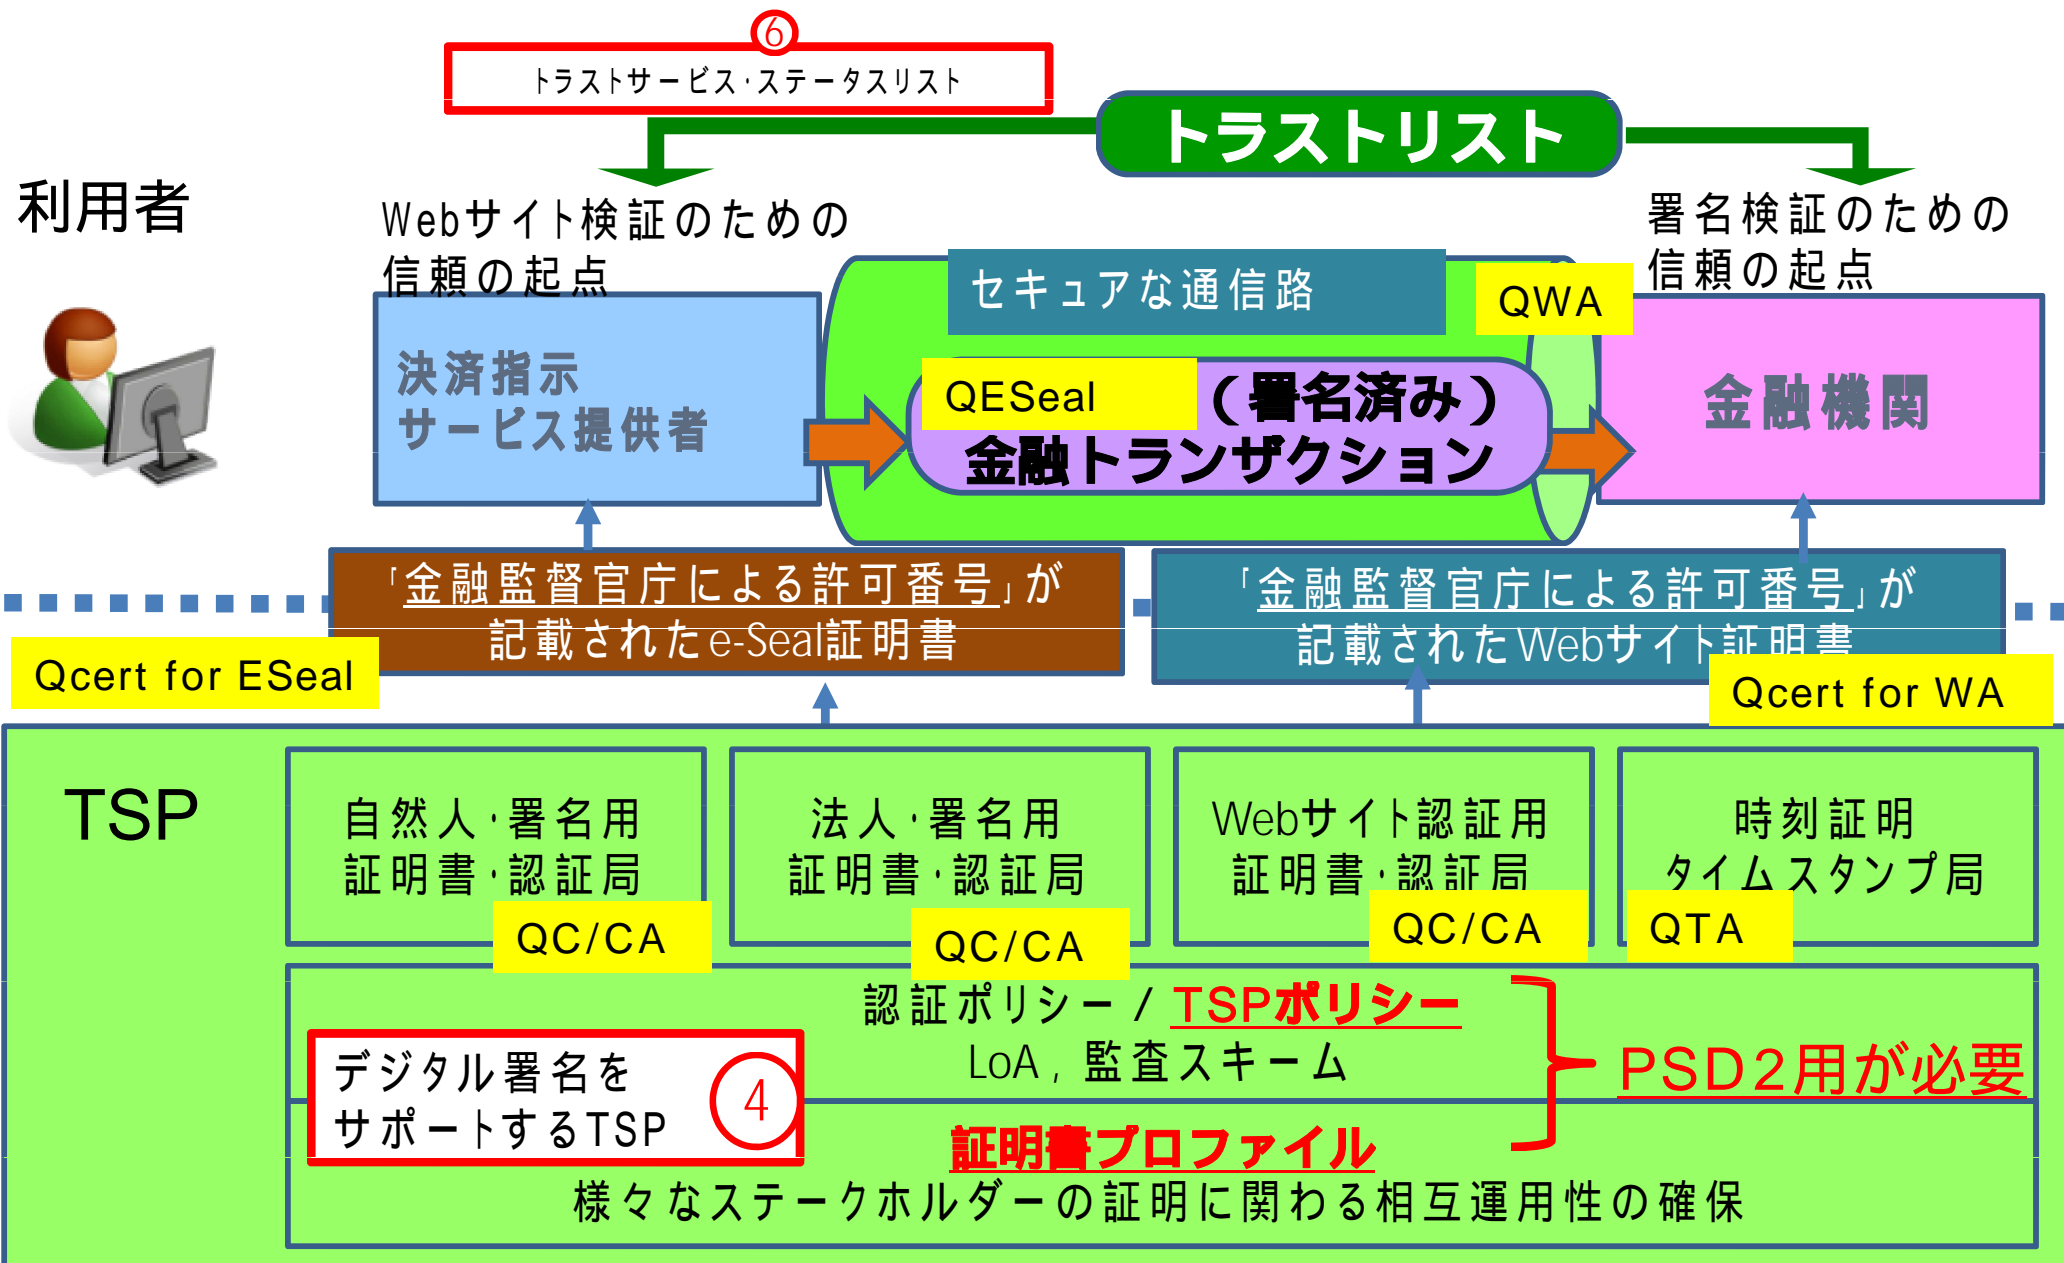 ⑥
トラストサービス・ステータスリスト
トラストリスト
利用者
Webサイト検証のための
信頼の起点
署名検証のための
信頼の起点
セキュアな通信路
QWA
決済指示
サービス提供者
QESeal
(署名済み)
金融トランザクション
金融機関
「金融監督官庁による許可番号」が
記載されたe-Seal証明書
「金融監督官庁による許可番号」が
記載されたWebサイト証明書
Qcert for ESeal
Qcert for WA
TSP
自然人・署名用
証明書・認証局
QC/CA
法人・署名用
証明書・認証局
QC/CA
Webサイト認証用
証明書・認証局
QC/CA
時刻証明
タイムスタンプ局
QTA
認証ポリシー / TSPポリシー
LoA , 監査スキーム
デジタル署名を
サポートするTSP
④
PSD2用が必要
証明書プロファイル
様々なステークホルダーの証明に関わる相互運用性の確保